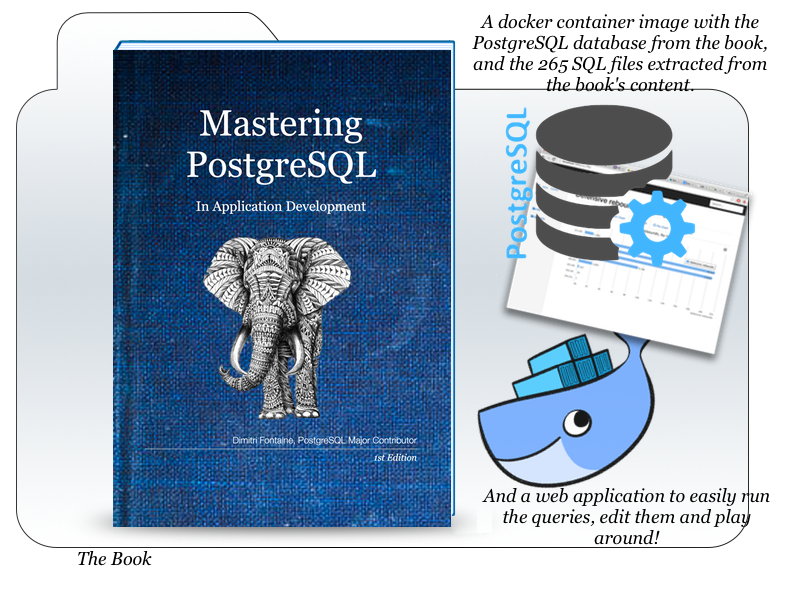 A docker container image with the
PostgreSQL database from the book,
and the 265 SQL files extracted from
the book's content.
Mastering
PostgreSQL
In Application Development
Dimitri Fontaine, PostgreSQL Major Contributor
1st Edition
PostgreSQL
And a web application to easily run
the queries, edit them and play
around!
The Book